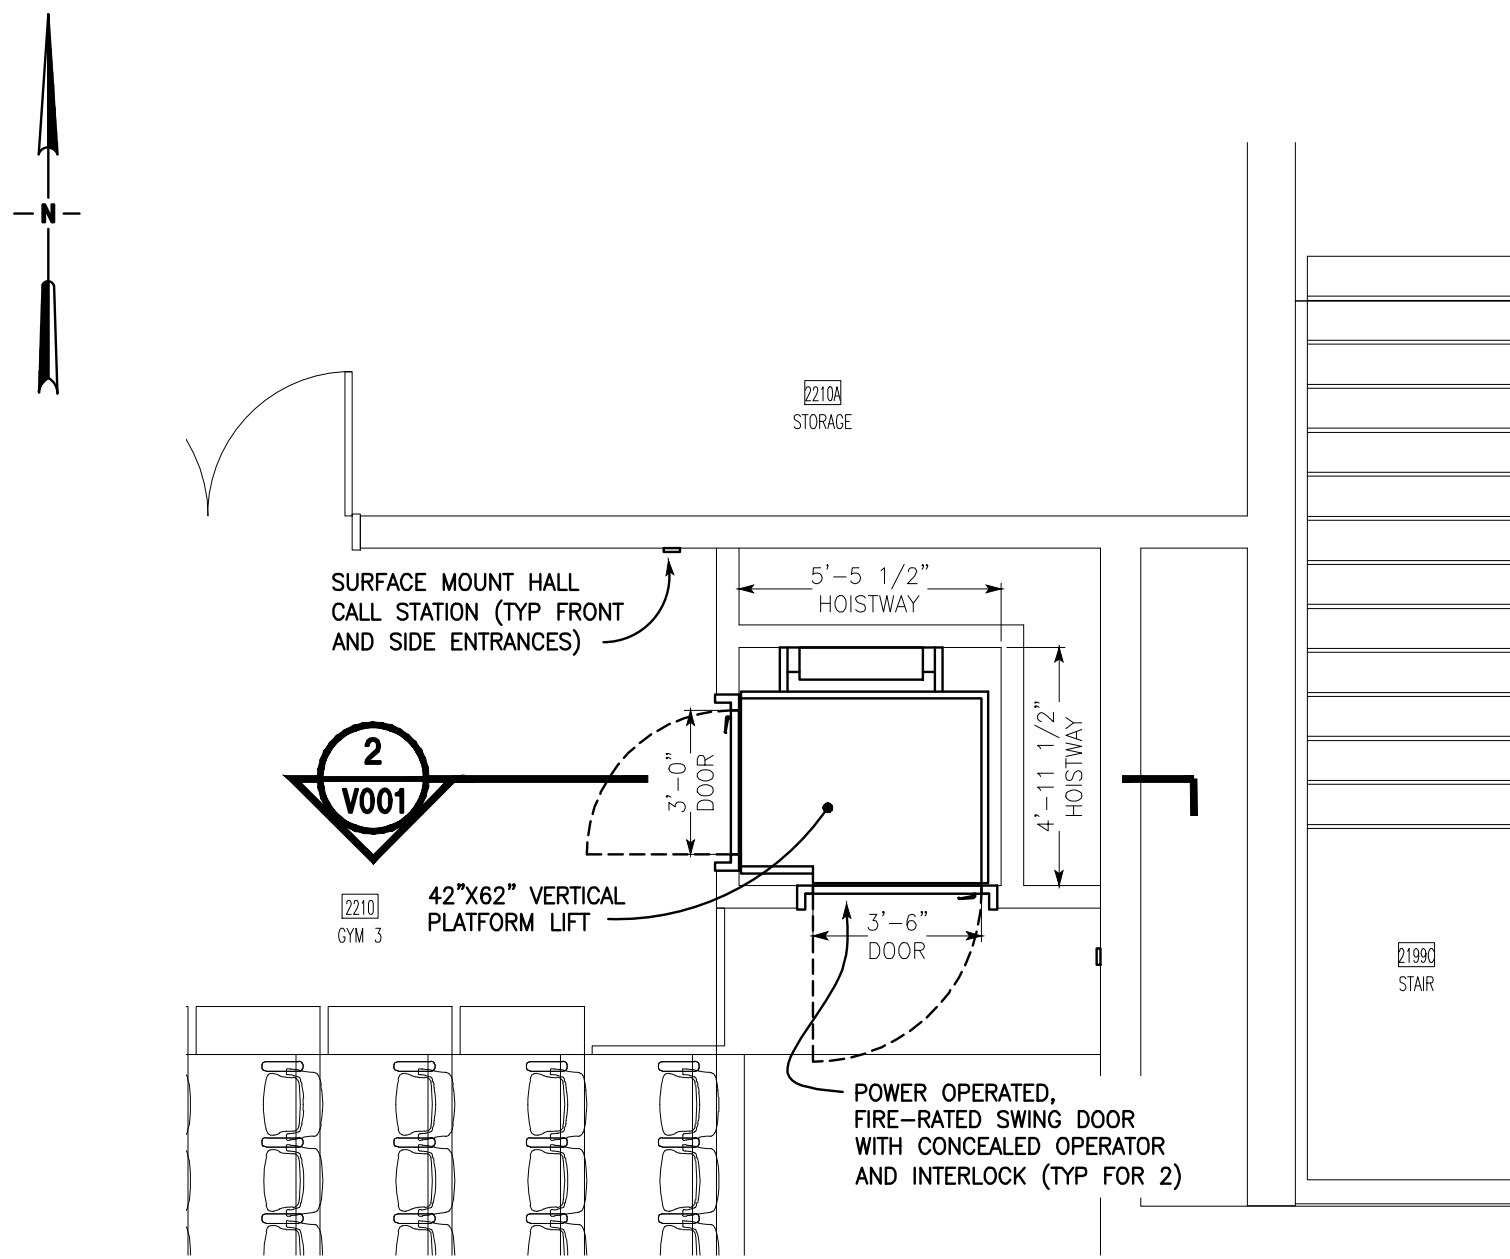 N
2210A
STORAGE
5'-5 1/2"
HOISTWAY
SURFACE MOUNT HALL
CALL STATION (TYP FRONT
AND SIDE ENTRANCES)
4'-11 1/2"
HOISTWAY
3'-0"
DOOR
2
V001
42"X62" VERTICAL
PLATFORM LIFT
2210
GYM 3
3'-6"
DOOR
2199C
STAIR
POWER OPERATED,
FIRE-RATED SWING DOOR
WITH CONCEALED OPERATOR
AND INTERLOCK (TYP FOR 2)